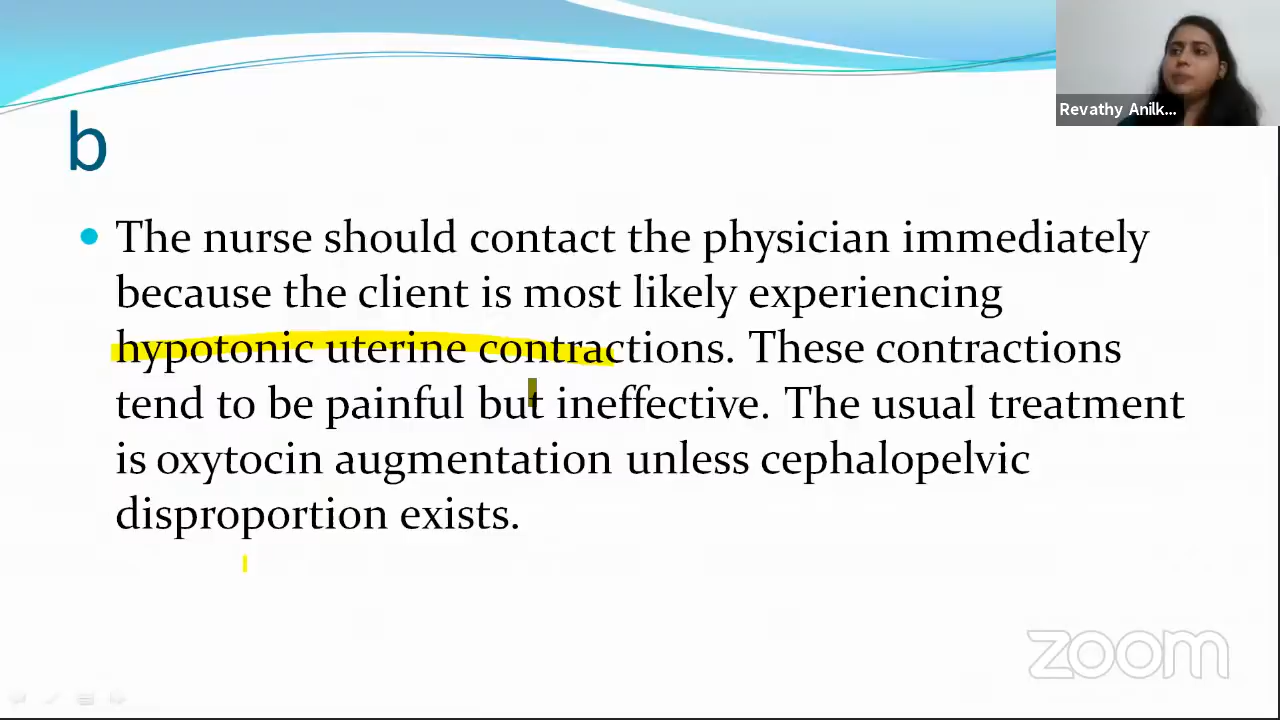 Revathy Anilk...
b
The nurse should contact the physician immediately
because the client is most likely experiencing
hypotonic uterine contractions. These contractions
tend to be painful but ineffective. The usual treatment
is oxytocin augmentation unless cephalopelvic
disproportion exists.
zoom